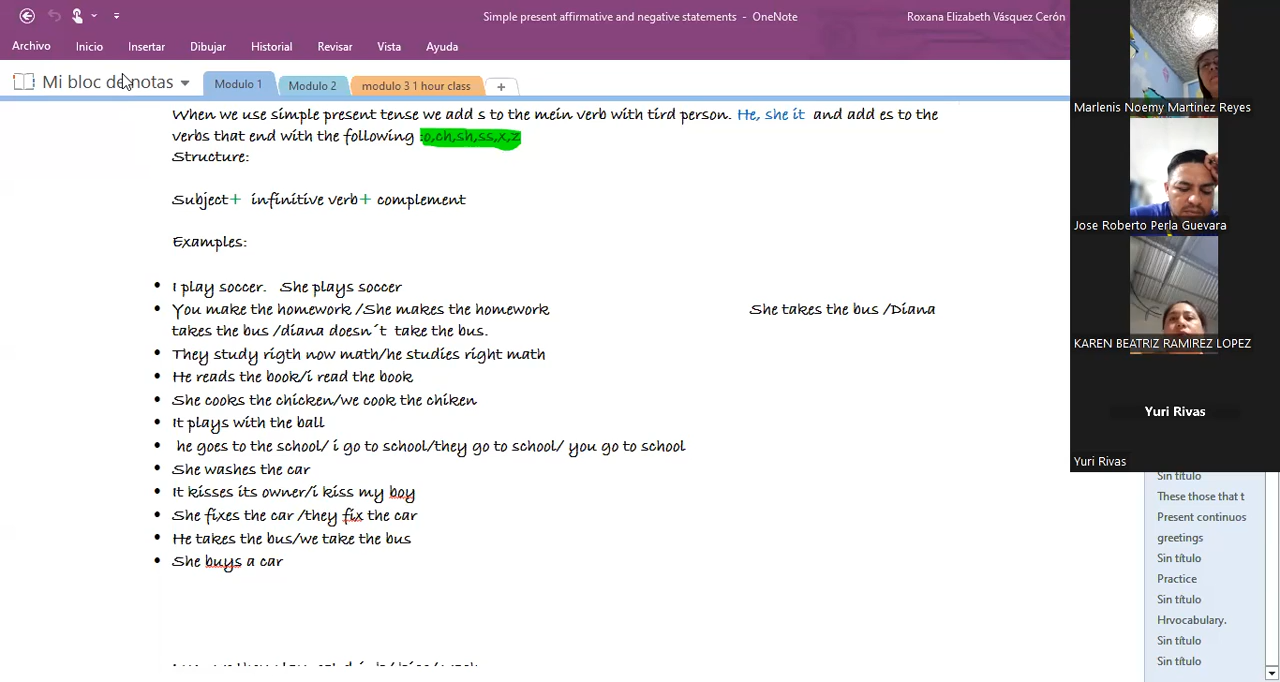 Simple present affirmative and negative statements - OneNote
Roxana Elizabeth Vásquez Cerón
Archivo Inicio Insertar Dibujar Historial Revisar Vista Ayuda
Mi bloc de notas Modulo 1 Modulo 2 modulo 3 1 hour class +
When we use simple present tense we add s to the mein verb with tird person. He, she it and add es to the
verbs that end with the following :o,ch,sh,ss,x,z
Structure:
Subject+ infinitive verb+ complement
Examples:
• I play soccer. She plays soccer
• You make the homework /She makes the homework She takes the bus /Diana
takes the bus /diana doesn´t take the bus.
• They study rigth now math/he studies right math
• He reads the book/i read the book
• She cooks the chicken/we cook the chiken
• It plays with the ball
• he goes to the school/ i go to school/they go to school/ you go to school
• She washes the car
• It kisses its owner/i kiss my boy
• She fixes the car /they fix the car
• He takes the bus/we take the bus
• She buys a car
Marlenis Noemy Martinez Reyes
Jose Roberto Perla Guevara
KAREN BEATRIZ RAMIREZ LOPEZ
Yuri Rivas
Yuri Rivas
Sin título
These those that t
Present continuos
greetings
Sin título
Practice
Sin título
Hrvocabulary.
Sin título
Sin título